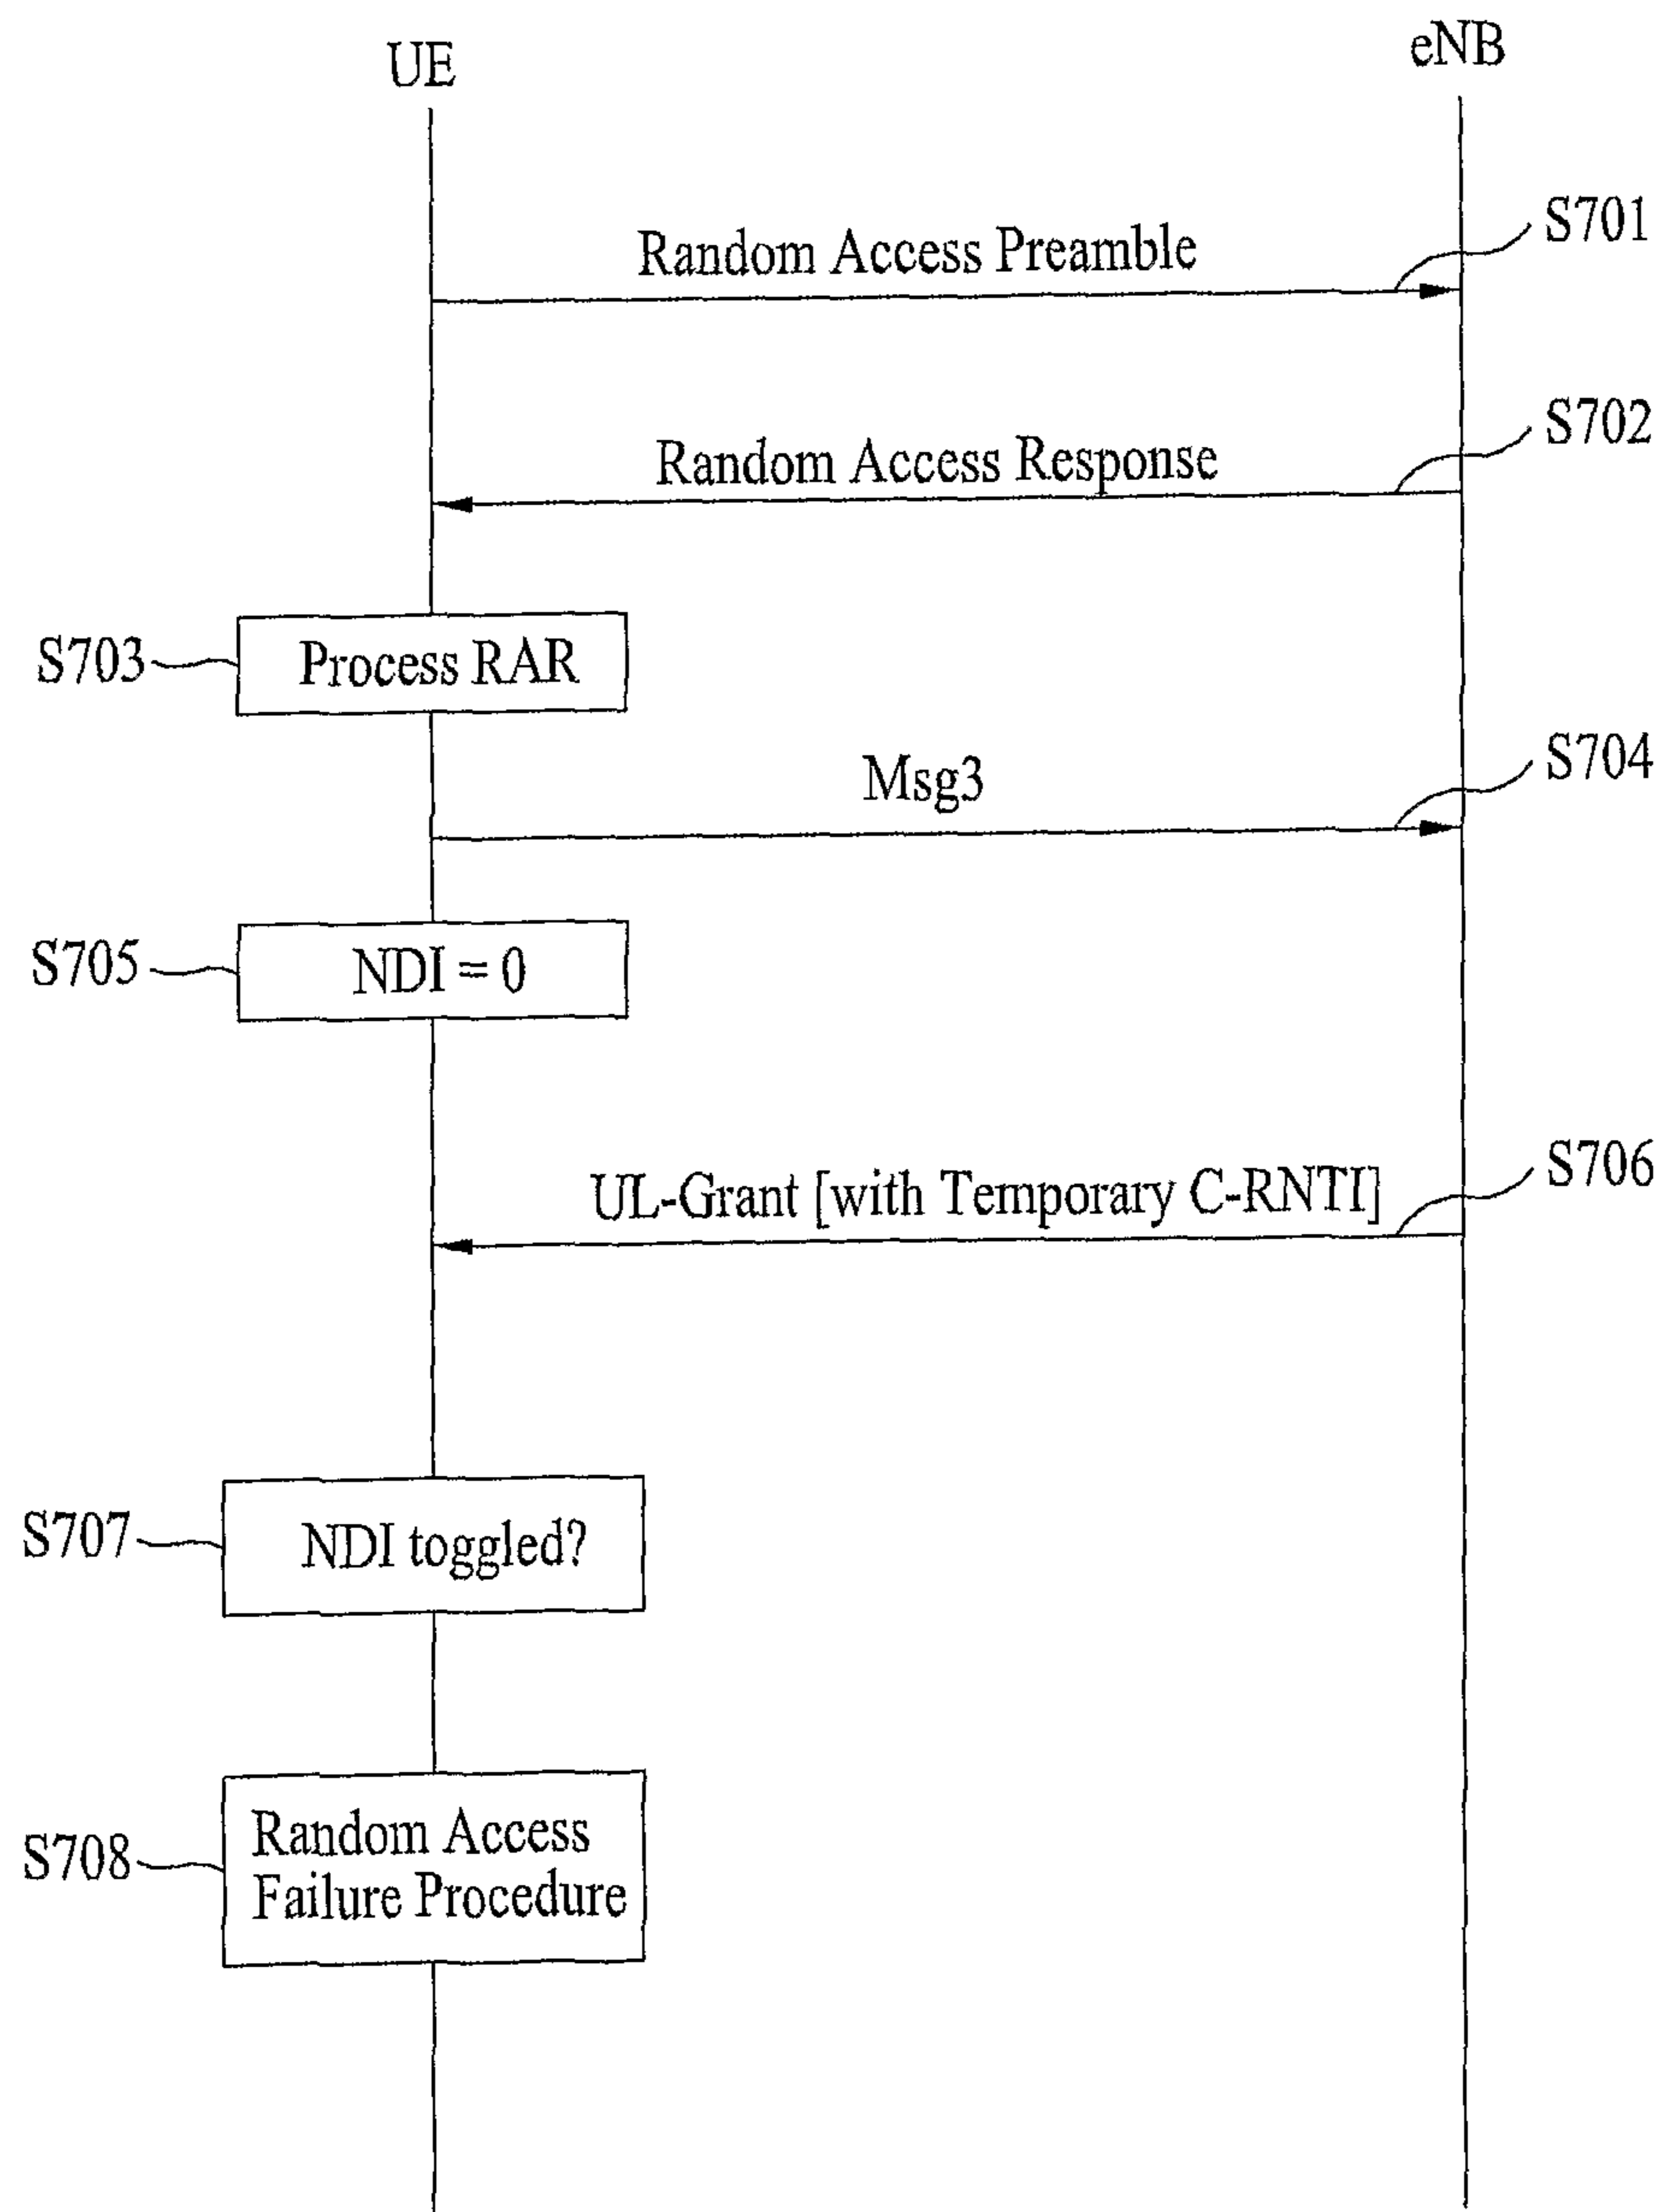 UE
eNB
Random Access Preamble
S701
Random Access Response
S702
S703
Process RAR
Msg3
S704
S705
NDI = 0
UL-Grant [with Temporary C-RNTI]
S706
S707
NDI toggled?
S708
Random Access
Failure Procedure